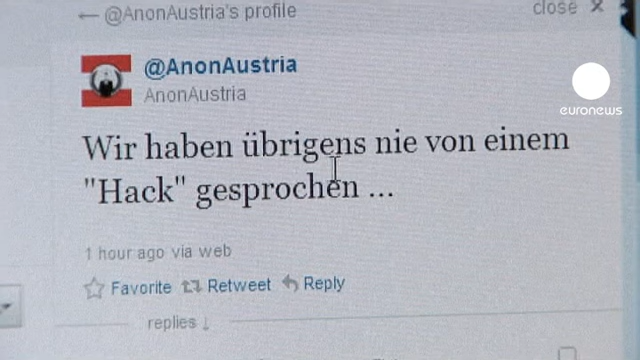 ← @AnonAustria's profile
close ×
@AnonAustria
AnonAustria
euronews
Wir haben übrigens nie von einem
"Hack" gesprochen ...
1 hour ago via web
Favorite Retweet Reply
replies ↓